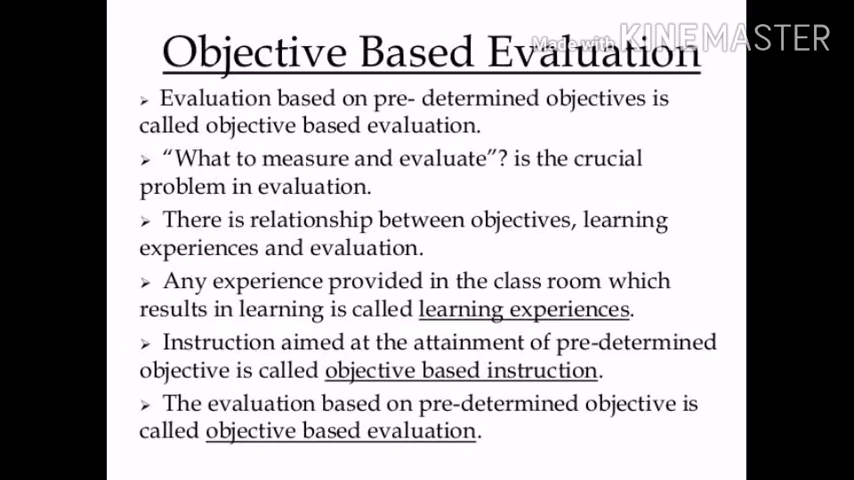 Objective Based Evaluation
Made with KINEMASTER
➢ Evaluation based on pre- determined objectives is
called objective based evaluation.
➢ “What to measure and evaluate”? is the crucial
problem in evaluation.
➢ There is relationship between objectives, learning
experiences and evaluation.
➢ Any experience provided in the class room which
results in learning is called learning experiences.
➢ Instruction aimed at the attainment of pre-determined
objective is called objective based instruction.
➢ The evaluation based on pre-determined objective is
called objective based evaluation.